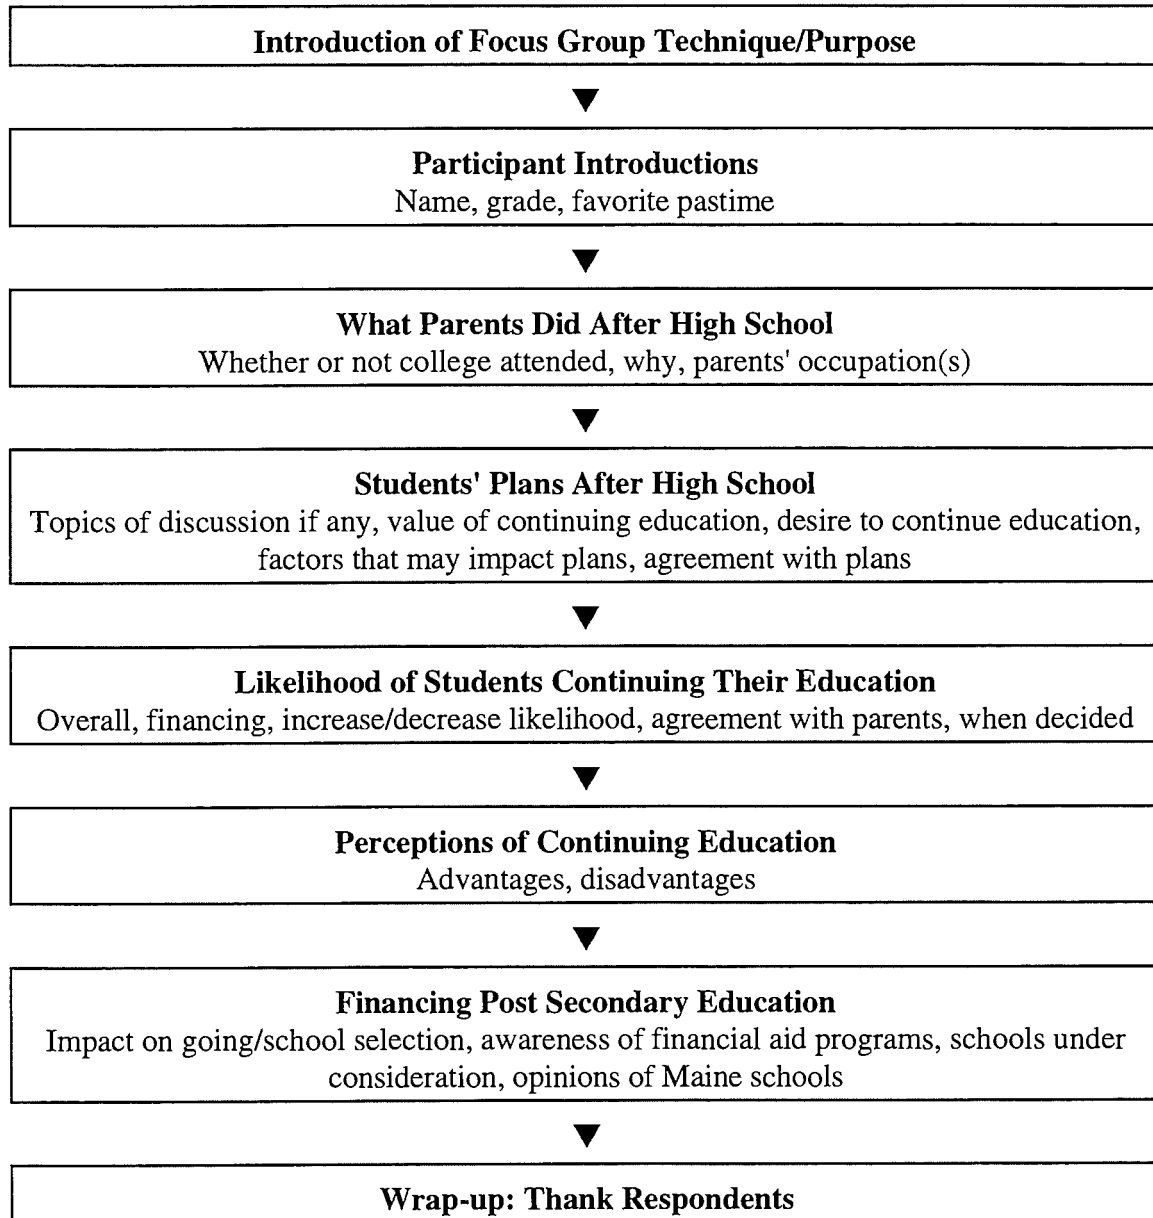 Introduction of Focus Group Technique/Purpose
Participant Introductions
Name, grade, favorite pastime
What Parents Did After High School
Whether or not college attended, why, parents' occupation(s)
Students' Plans After High School
Topics of discussion if any, value of continuing education, desire to continue education,
factors that may impact plans, agreement with plans
Likelihood of Students Continuing Their Education
Overall, financing, increase/decrease likelihood, agreement with parents, when decided
Perceptions of Continuing Education
Advantages, disadvantages
Financing Post Secondary Education
Impact on going/school selection, awareness of financial aid programs, schools under
consideration, opinions of Maine schools
Wrap-up: Thank Respondents